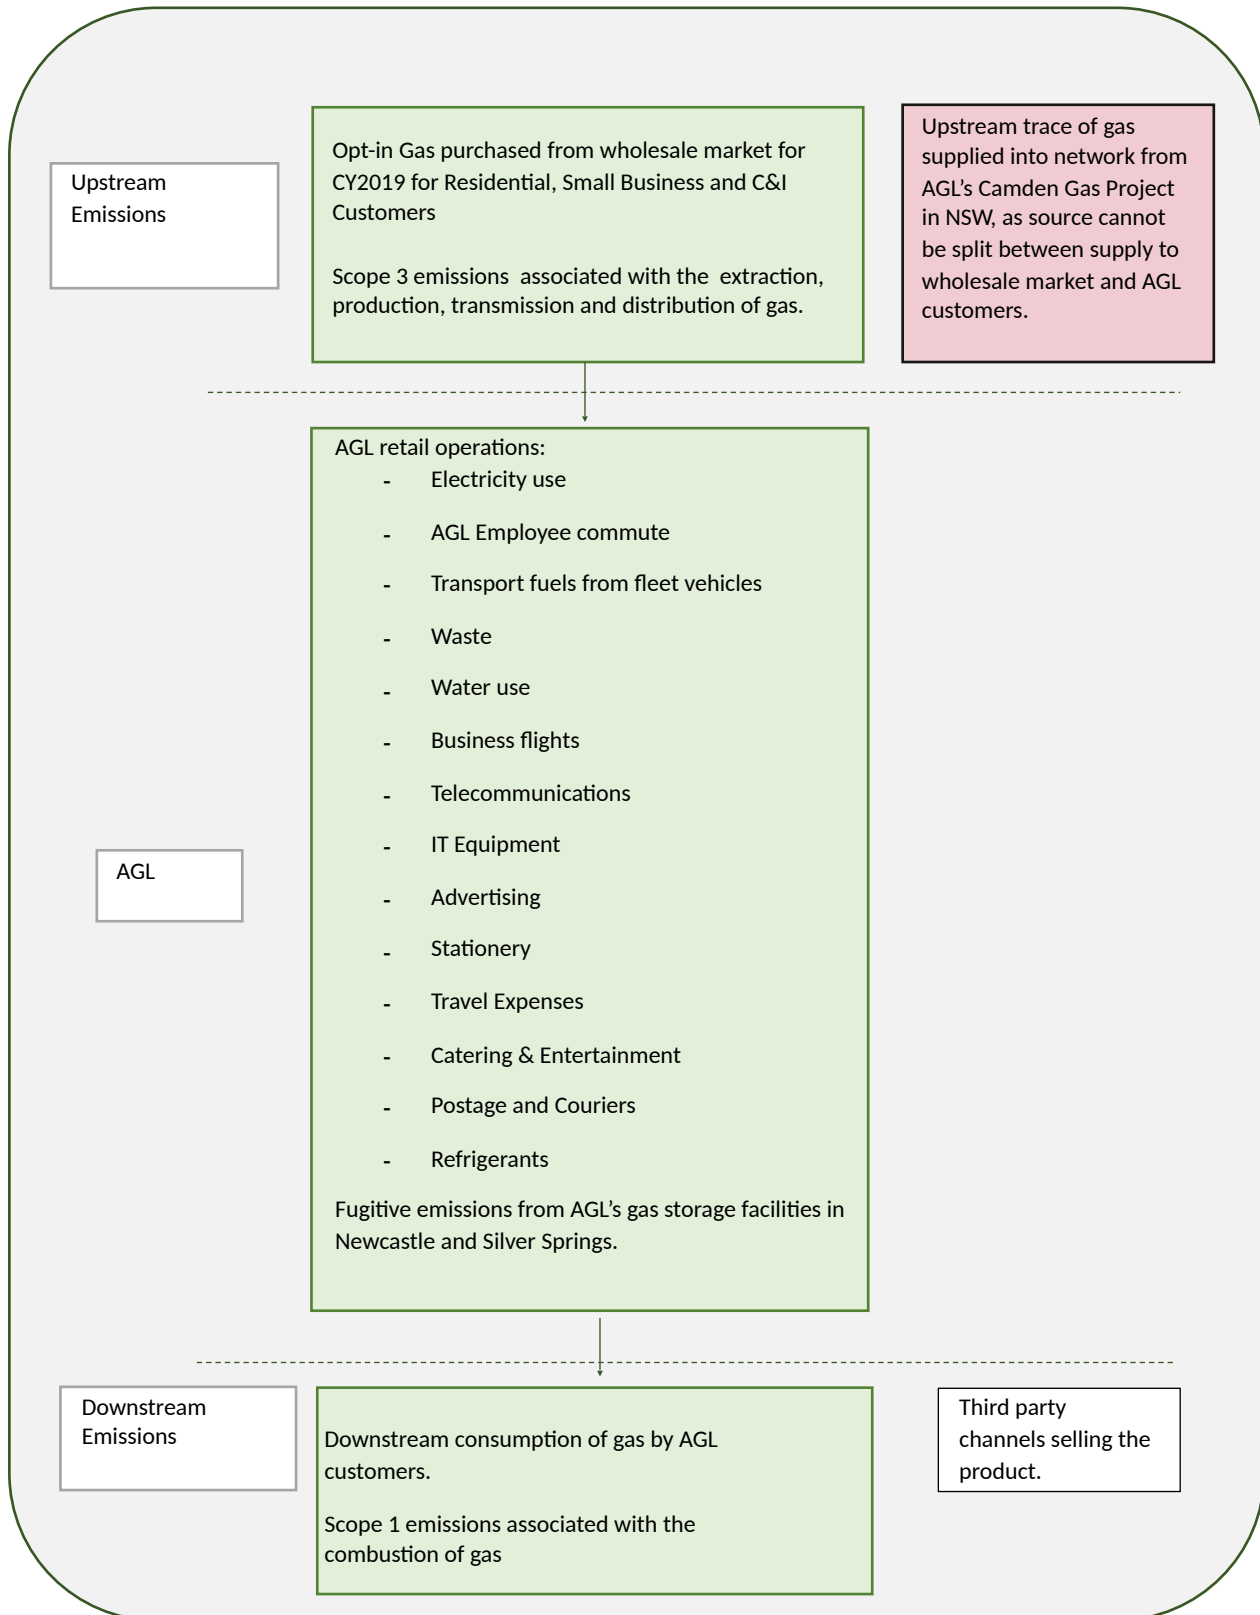 Upstream
Emissions
Opt-in Gas purchased from wholesale market for
CY2019 for Residential, Small Business and C&I
Customers
Scope 3 emissions  associated with the  extraction,
production, transmission and distribution of gas.
Upstream trace of gas
supplied into network from
AGL’s Camden Gas Project
in NSW, as source cannot
be split between supply to
wholesale market and AGL
customers.
AGL
AGL retail operations:
- Electricity use
- AGL Employee commute
- Transport fuels from fleet vehicles
- Waste
- Water use
- Business flights
- Telecommunications
- IT Equipment
- Advertising
- Stationery
- Travel Expenses
- Catering & Entertainment
- Postage and Couriers
- Refrigerants
Fugitive emissions from AGL’s gas storage facilities in
Newcastle and Silver Springs.
Downstream
Emissions
Downstream consumption of gas by AGL
customers.
Scope 1 emissions associated with the
combustion of gas
Third party
channels selling the
product.